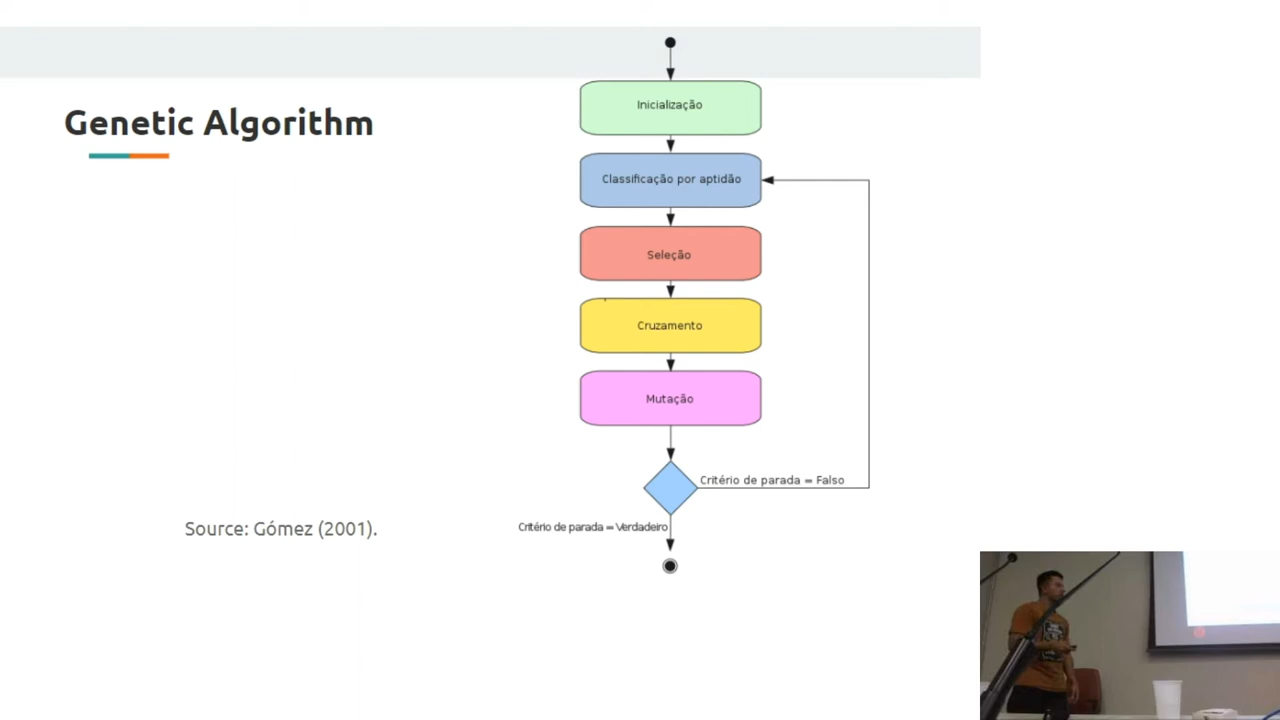 Genetic Algorithm
Inicialização
Classificação por aptidão
Seleção
Cruzamento
Mutação
Critério de parada = Falso
Critério de parada = Verdadeiro
Source: Gómez (2001).